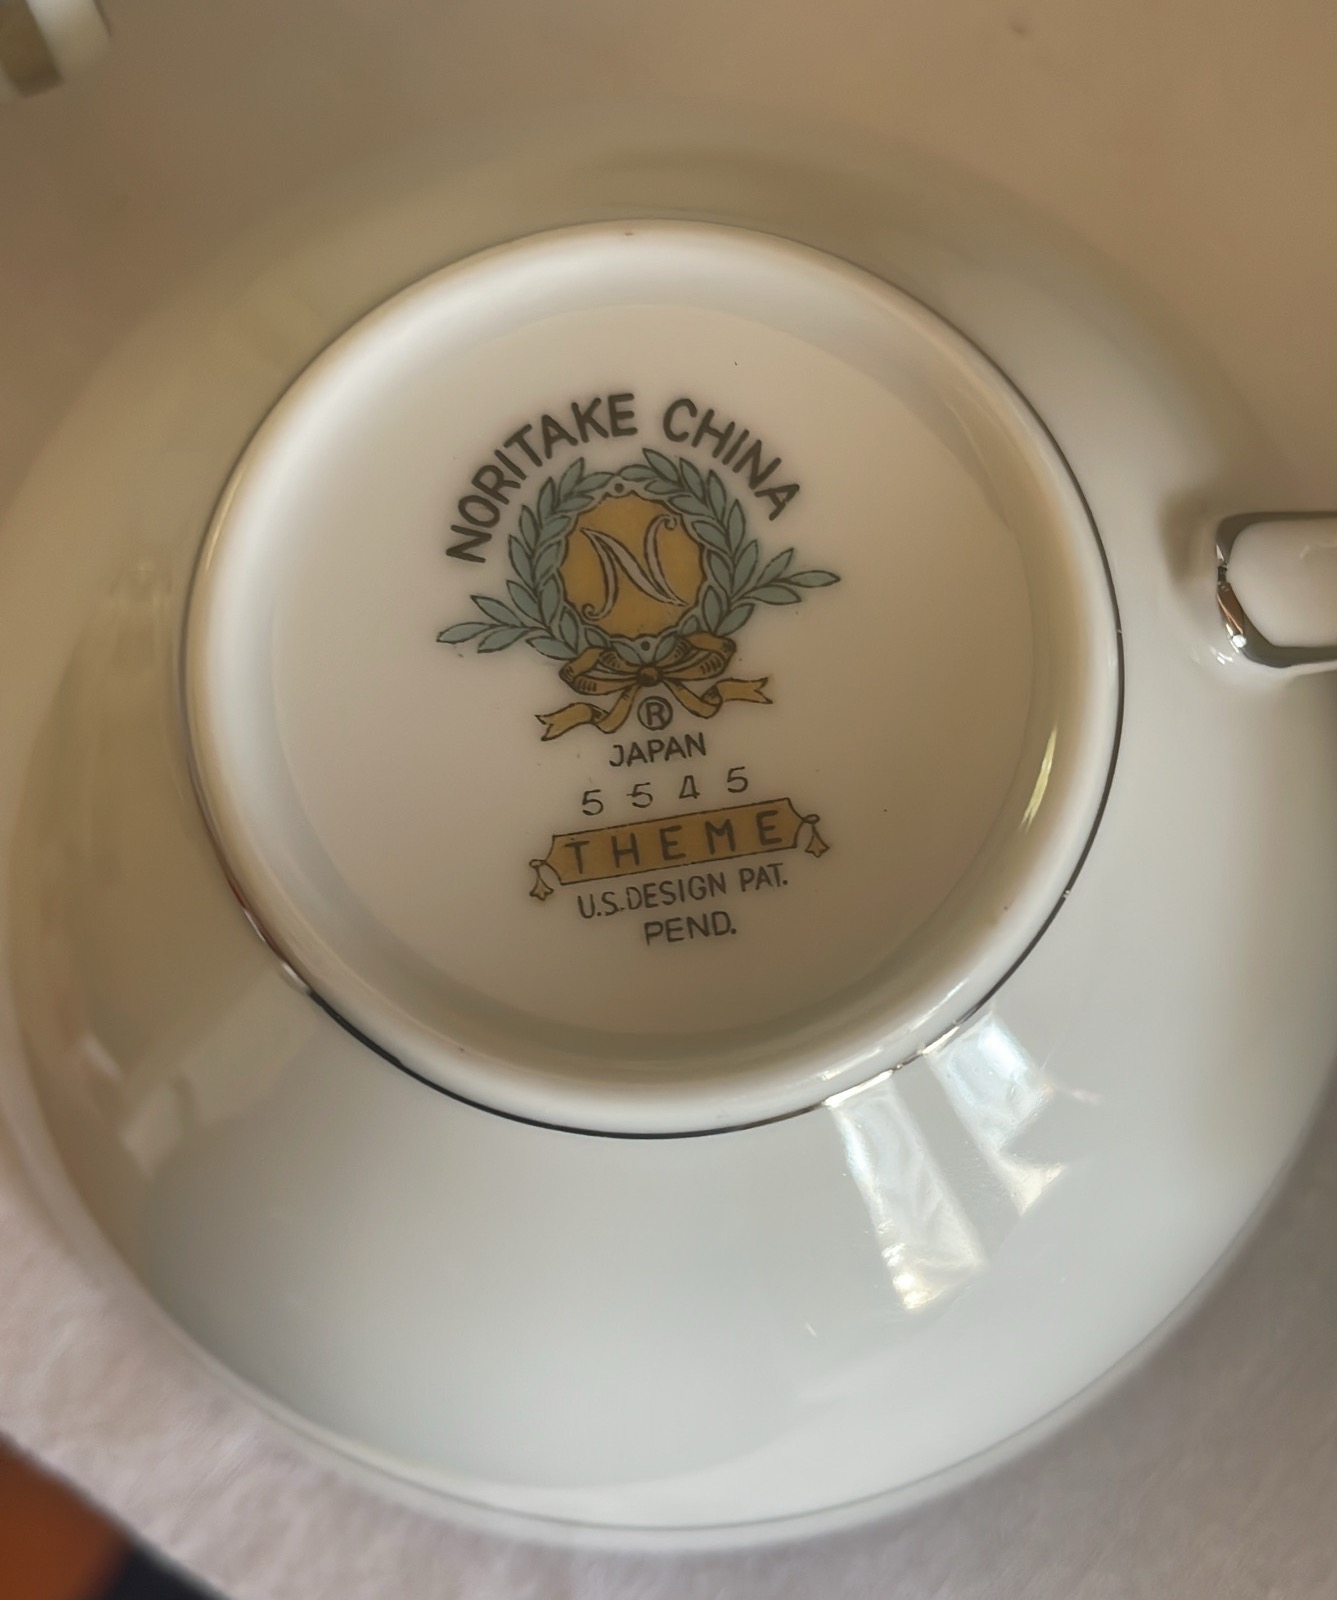 NORITAKE CHINA
N
®
JAPAN
5545
THEME
U.S. DESIGN PAT.
PEND.